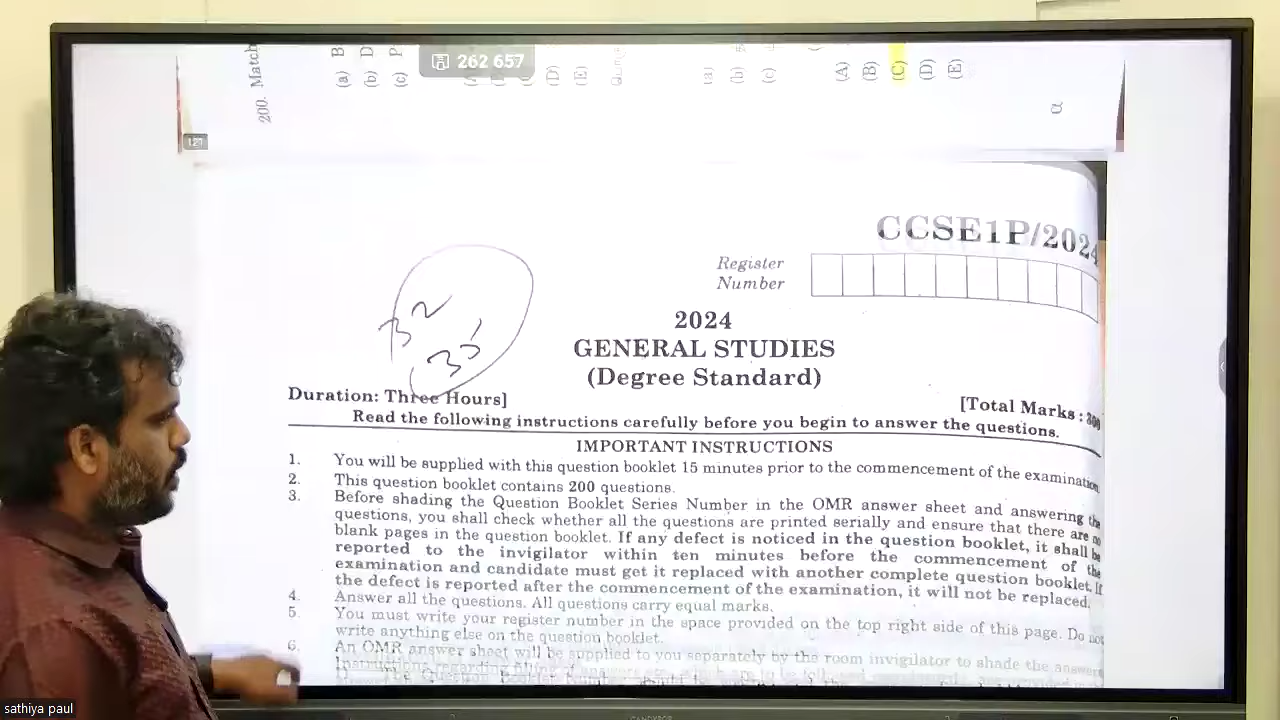 262 657
200. Match
(a) B
(b) D
(c) P
(D)
(E)
(a)
(b)
(c)
(A)
(B)
(C)
(D)
(E)
121
CCSE1P/2024
Register
Number
32
35
2024
GENERAL STUDIES
(Degree Standard)
Duration: Three Hours]
[Total Marks : 300
Read the following instructions carefully before you begin to answer the questions.
IMPORTANT INSTRUCTIONS
1. You will be supplied with this question booklet 15 minutes prior to the commencement of the examination
2. This question booklet contains 200 questions.
3. Before shading the Question Booklet Series Number in the OMR answer sheet and answering the
questions, you shall check whether all the questions are printed serially and ensure that there are no
blank pages in the question booklet. If any defect is noticed in the question booklet, it shall be
reported to the invigilator within ten minutes before the commencement of the
examination and candidate must get it replaced with another complete question booklet. If
the defect is reported after the commencement of the examination, it will not be replaced.
4. Answer all the questions. All questions carry equal marks.
5. You must write your register number in the space provided on the top right side of this page. Do not
write anything else on the question booklet.
6. An OMR answer sheet will be supplied to you separately by the room invigilator to shade the answers
Instructions regarding filling of answers
sathiya paul